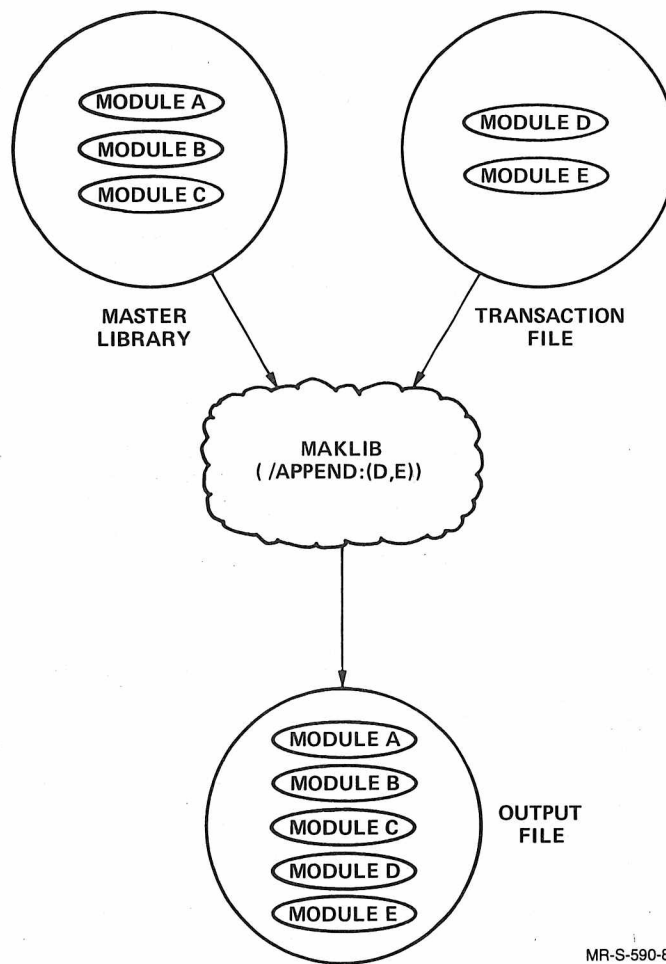 MODULE A
MODULE B
MODULE C
MASTER
LIBRARY
MODULE D
MODULE E
TRANSACTION
FILE
MAKLIB
( /APPEND:(D,E))
MODULE A
MODULE B
MODULE C
MODULE D
MODULE E
OUTPUT
FILE